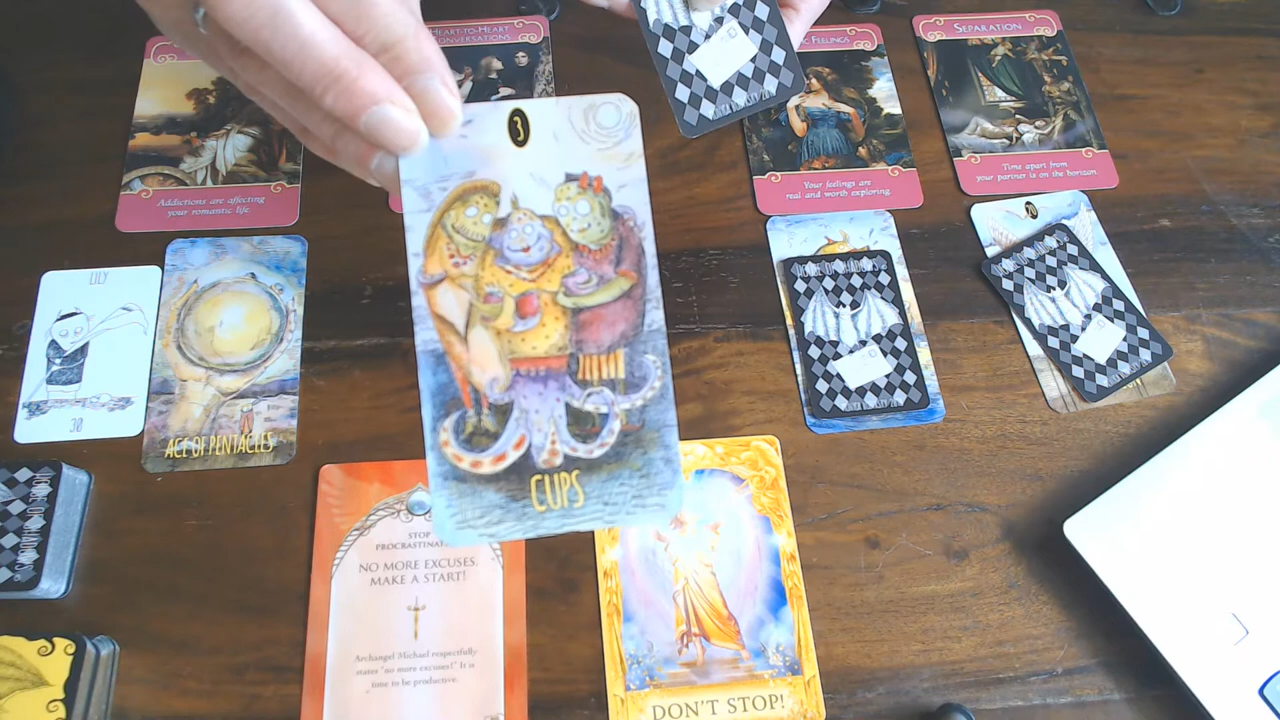 HEART-TO-HEART
CONVERSATIONS
FEELINGS
SEPARATION
Addictions are affecting
your romantic life.
Your feelings are
real and worth exploring.
Time apart from
your partner is on the horizon.
3
LILY
30
ACE OF PENTACLES
CUPS
STOP
NO MORE EXCUSES,
MAKE A START!
Archangel Michael respectfully
states "no more excuses!" It is
time to be productive.
DON'T STOP!